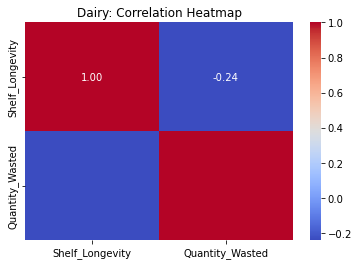 Dairy: Correlation Heatmap
Shelf_Longevity
Quantity_Wasted
1.00
-0.24
Shelf_Longevity
Quantity_Wasted
1.0
0.8
0.6
0.4
0.2
0.0
−0.2